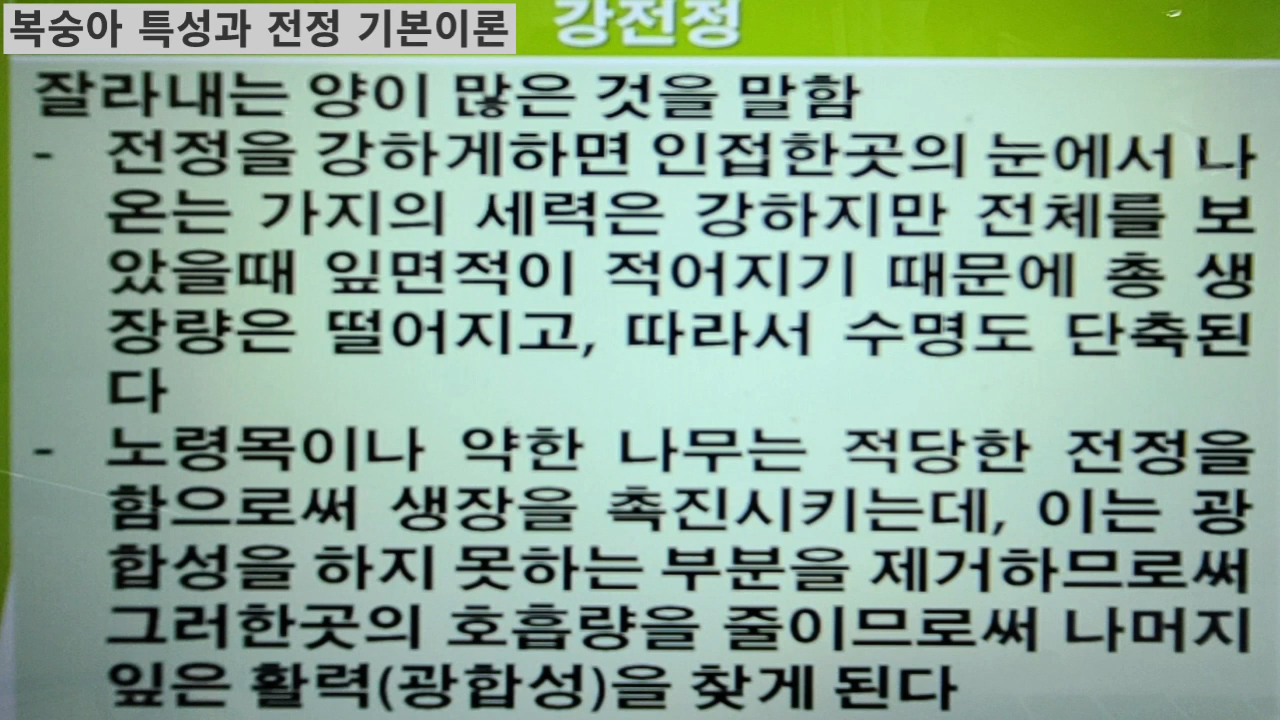 복숭아 특성과 전정 기본이론
강전정
잘라내는 양이 많은 것을 말함
- 전정을 강하게하면 인접한곳의 눈에서 나
온는 가지의 세력은 강하지만 전체를 보
았을때 잎면적이 적어지기 때문에 총 생
장량은 떨어지고, 따라서 수명도 단축된
다
- 노령목이나 약한 나무는 적당한 전정을
함으로써 생장을 촉진시키는데, 이는 광
합성을 하지 못하는 부분을 제거하므로써
그러한곳의 호흡량을 줄이므로써 나머지
잎은 활력(광합성)을 찾게 된다